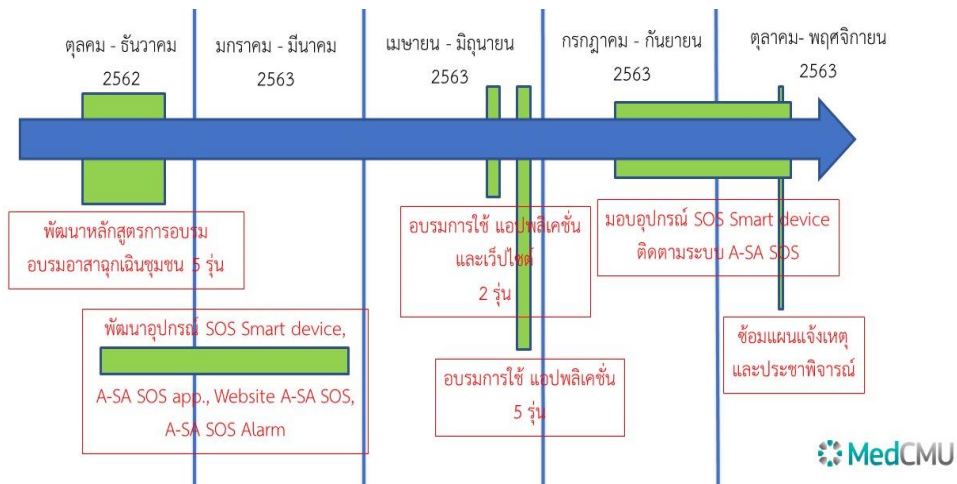 ตุลคม - ธันวาคม
2562
มกราคม - มีนาคม
2563
เมษายน - มิถุนายน
2563
กรกฎาคม - กันยายน
2563
ตุลาคม- พฤศจิกายน
2563
พัฒนาหลักสูตรการอบรม
อบรมอาสาฉุกเฉินชุมชน 5 รุ่น
พัฒนาอุปกรณ์ SOS Smart device,
A-SA SOS app., Website A-SA SOS,
A-SA SOS Alarm
อบรมการใช้ แอปพลิเคชั่น
และเว็ปไซต์
2 รุ่น
อบรมการใช้ แอปพลิเคชั่น
5 รุ่น
มอบอุปกรณ์ SOS Smart device
ติดตามระบบ A-SA SOS
ซ้อมแผนแจ้งเหตุ
และประชาพิจารณ์
MedCMU